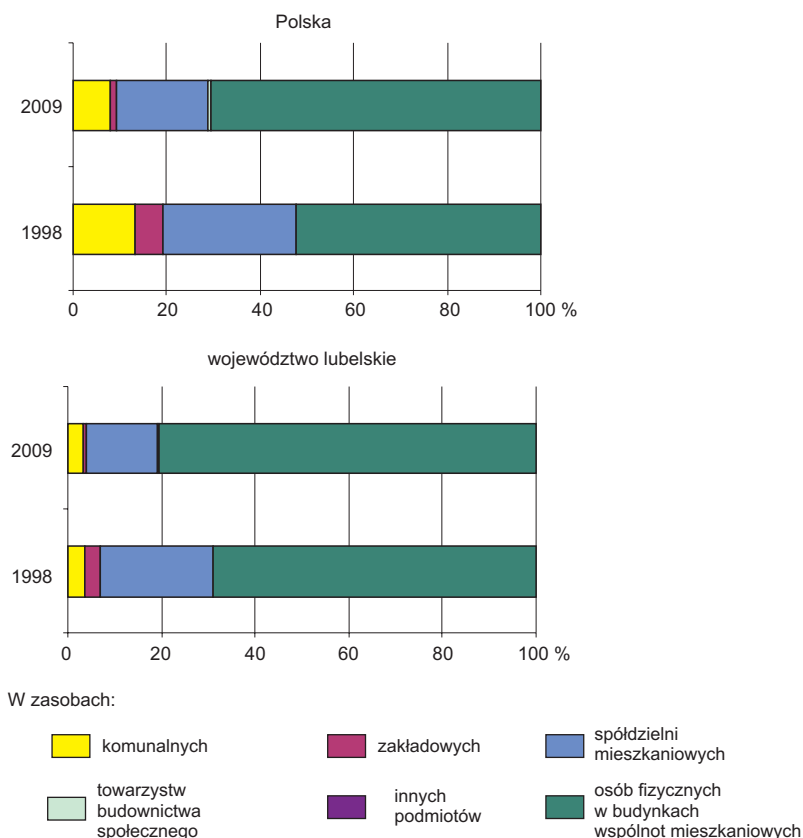 Polska
2009
1998
0 20 40 60 80 100 %
województwo lubelskie
2009
1998
0 20 40 60 80 100 %
W zasobach:
komunalnych
zakładowych
spółdzielni
mieszkaniowych
towarzystw
budownictwa
społecznego
innych
podmiotów
osób fizycznych
w budynkach
wspólnot mieszkaniowych